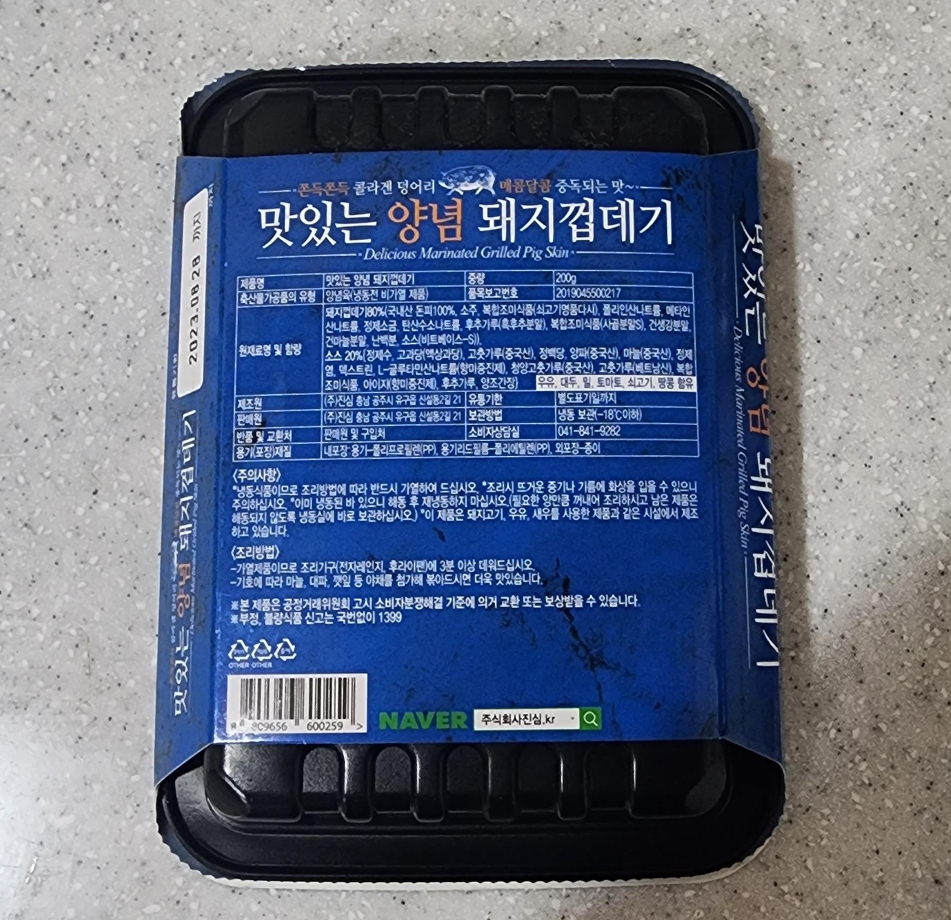 쫀득쫀득 콜라겐 덩어리 매콤달콤 중독되는 맛~
맛있는 양념 돼지껍데기
Delicious Marinated Grilled Pig Skin
제품명 맛있는 양념 돼지껍데기 중량 200g
축산물가공품의 유형 양념육(냉동전 비가열 제품) 품목보고번호 2019045500217
원재료명 및 함량
돼지껍데기80%(국내산 돈피100%, 소주, 복합조미식품(쇠고기명품다시), 폴리인산나트륨, 메타인
산나트륨, 정제소금, 탄산수소나트륨, 후추가루(흑후추분말), 복합조미식품(사골분말S), 건생강분말,
건마늘분말, 난백분, 소스(비트베이스-S)),
소스 20%(정제수, 고과당(액상과당), 고춧가루(중국산), 정백당, 양파(중국산), 마늘(중국산), 정제
염, 덱스트린, L-글루타민산나트륨(향미증진제), 청양고춧가루(중국산), 고춧가루(베트남산), 복합
조미식품, 아이지(향미증진제), 후추가루, 양조간장) 우유, 대두, 밀, 토마토, 쇠고기, 땅콩 함유
제조원 (주)진심 충남 공주시 유구읍 산설통2길 21 유통기한 별도표기일까지
판매원 (주)진심 충남 공주시 유구읍 산설통2길 21 보관방법 냉동 보관(-18℃이하)
반품 및 교환처 판매원 및 구입처 소비자상담실 041-841-9282
용기(포장)재질 내포장:용기-폴리프로필렌(PP), 용기리드필름-폴리에틸렌(PP), 외포장-종이
<주의사항>
*냉동식품이므로 조리방법에 따라 반드시 가열하여 드십시오. *조리시 뜨거운 증기나 기름에 화상을 입을 수 있으니
주의하십시오. *이미 냉동된 바 있으니 해동 후 재냉동하지 마십시오.(필요한 양만큼 꺼내어 조리하시고 남은 제품은
해동되지 않도록 냉동실에 바로 보관하십시오.) *이 제품은 돼지고기, 우유, 새우를 사용한 제품과 같은 시설에서 제조
하고 있습니다.
<조리방법>
-가열제품이므로 조리기구(전자레인지, 후라이팬)에 3분 이상 데워드십시오.
-기호에 따라 마늘, 대파, 깻잎 등 야채를 첨가해 볶아드시면 더욱 맛있습니다.
※본 제품은 공정거래위원회 고시 소비자분쟁해결 기준에 의거 교환 또는 보상받을 수 있습니다.
※부정, 불량식품 신고는 국번없이 1399
OTHER OTHER
809656 600259 >
NAVER 주식회사진심.kr
2023.08.28 까지
맛있는 양념 돼지껍데기
맛있는 양념 돼지껍데기
Delicious Marinated Grilled Pig Skin